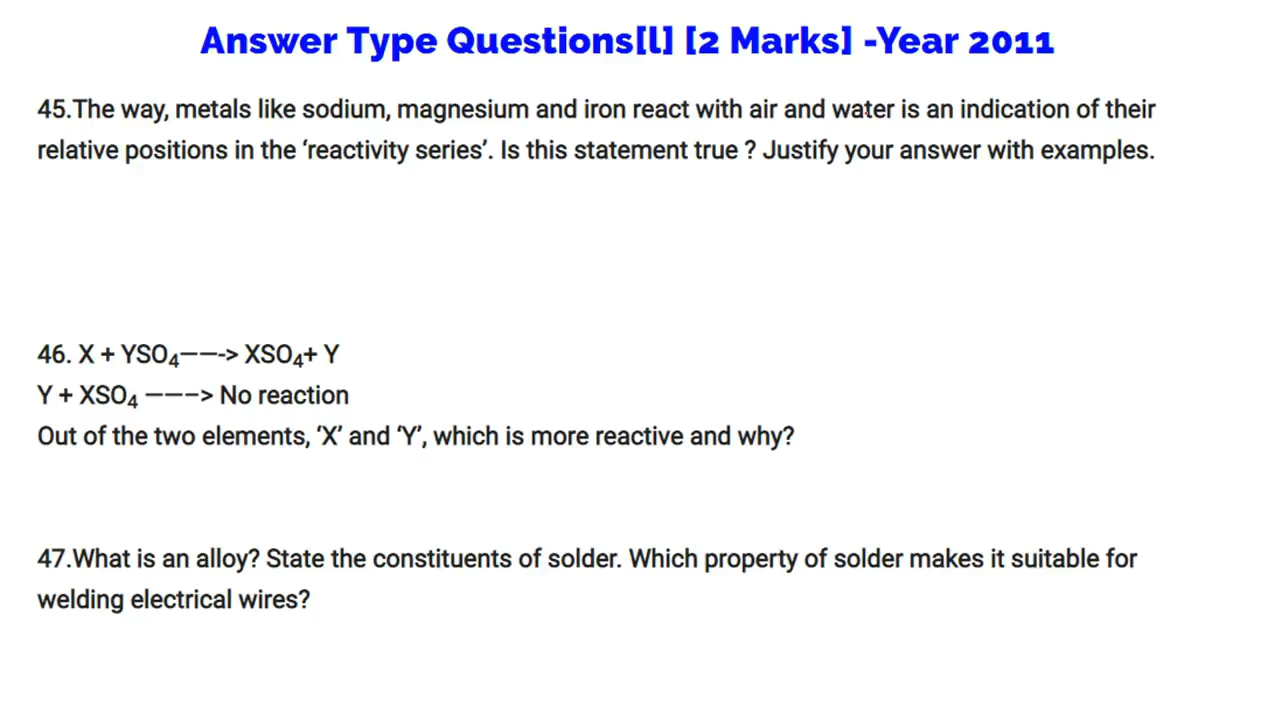 Answer Type Questions[l] [2 Marks] -Year 2011
45.The way, metals like sodium, magnesium and iron react with air and water is an indication of their
relative positions in the ‘reactivity series’. Is this statement true ? Justify your answer with examples.
46. X + YSO₄——-> XSO₄+ Y
Y + XSO₄ ———> No reaction
Out of the two elements, ‘X’ and ‘Y’, which is more reactive and why?
47.What is an alloy? State the constituents of solder. Which property of solder makes it suitable for
welding electrical wires?